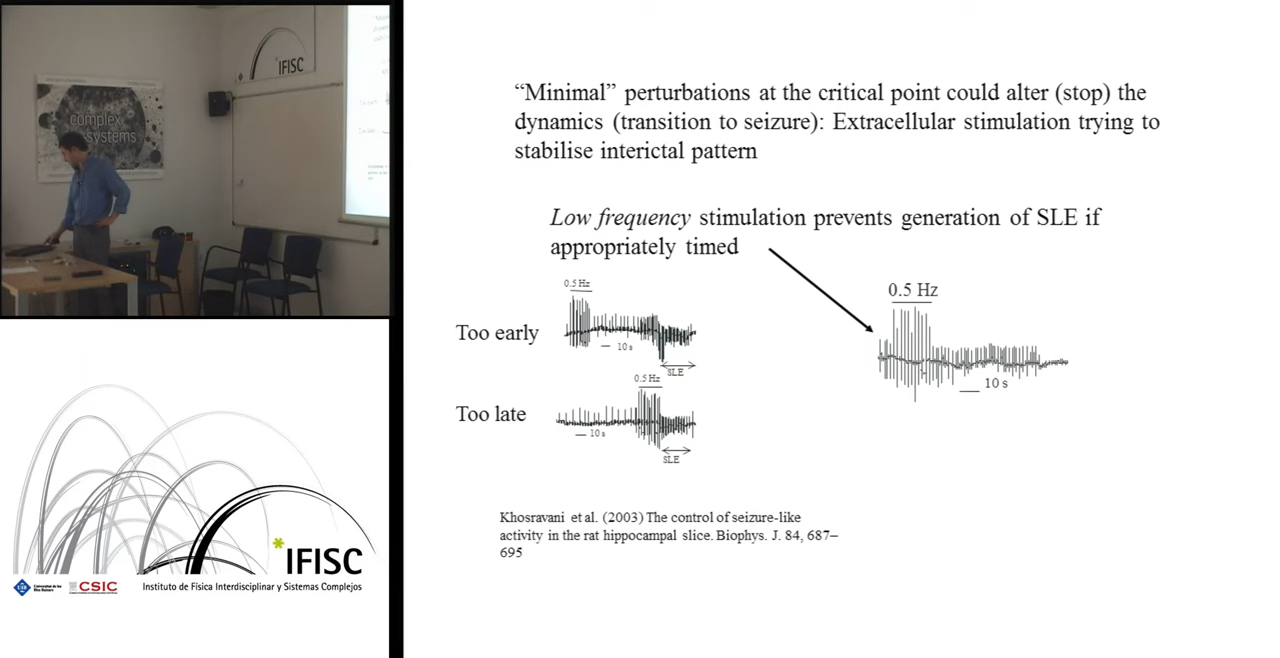 IFISC
complex
systems
"Minimal" perturbations at the critical point could alter (stop) the
dynamics (transition to seizure): Extracellular stimulation trying to
stabilise interictal pattern
Low frequency stimulation prevents generation of SLE if
appropriately timed
0.5 Hz
Too early
10 s
SLE
0.5 Hz
Too late
10 s
SLE
0.5 Hz
10 s
Khosravani et al. (2003) The control of seizure-like
activity in the rat hippocampal slice. Biophys. J. 84, 687–
695
IFISC
CSIC
Instituto de Física Interdisciplinar y Sistemas Complejos